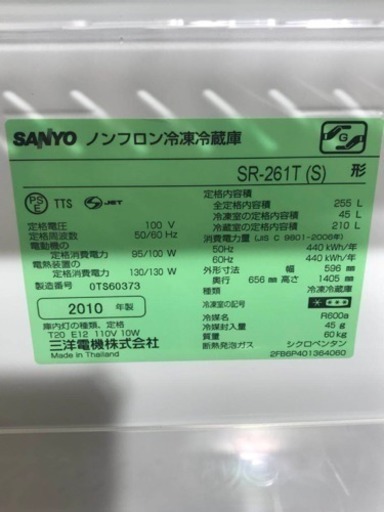 SANYO ノンフロン冷凍冷蔵庫
G
SR-261T(S) 形
PS E TTS S JET
定格電圧 100 V
定格周波数 50/60 Hz
電動機の
定格消費電力 95/100 W
電熱装置の
定格消費電力 130/130 W
製造番号 0TS60373
2010 年製
庫内灯の種類、定格
T20 E12 110V 10W
三洋電機株式会社
Made in Thailand
定格内容積
全定格内容積 255 L
冷凍室の定格内容積 45 L
冷蔵室の定格内容積 210 L
消費電力量(JIS C 9801-2006年)
50Hz 440 kWh/年
60Hz 440 kWh/年
外形寸法 幅 596 mm
奥行 656 mm 高さ 1405 mm
種類 冷凍冷蔵庫
冷凍室の記号
冷媒名 R600a
冷媒封入量 45 g
質量 60 kg
断熱発泡ガス シクロペンタン
2FB6P401364060